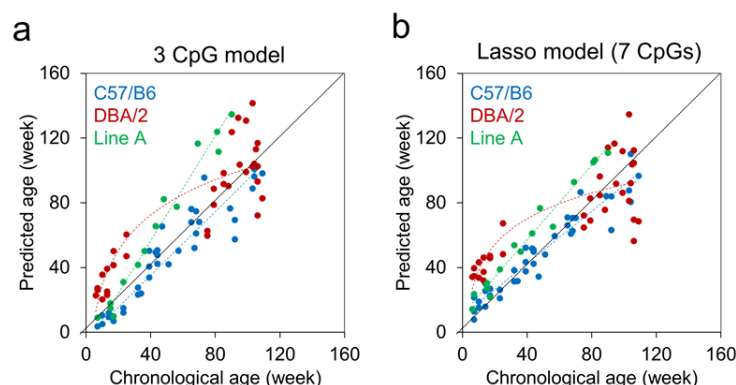 a
3 CpG model
C57/B6
DBA/2
Line A
Predicted age (week)
160
120
80
40
0
0 40 80 120 160
Chronological age (week)
b
Lasso model (7 CpGs)
C57/B6
DBA/2
Line A
Predicted age (week)
160
120
80
40
0
0 40 80 120 160
Chronological age (week)